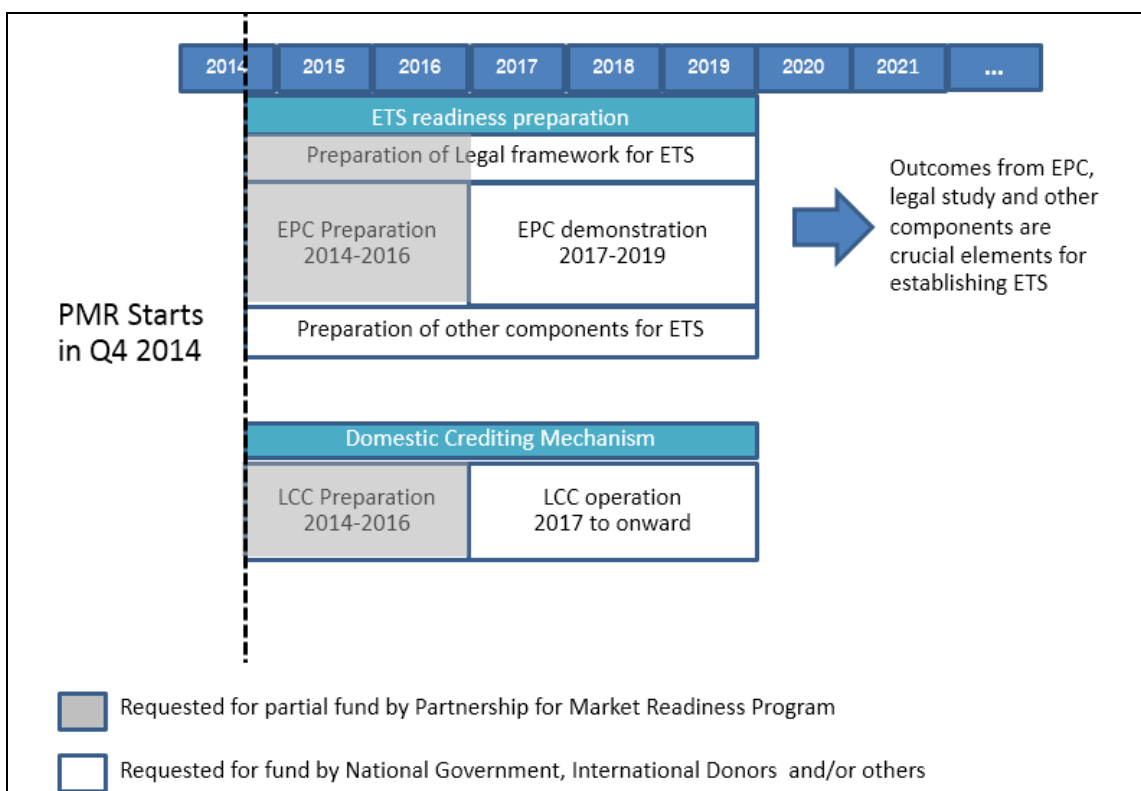 2014 2015 2016 2017 2018 2019 2020 2021 ...
ETS readiness preparation
Preparation of Legal framework for ETS
EPC Preparation
2014-2016
EPC demonstration
2017-2019
Preparation of other components for ETS
Outcomes from EPC,
legal study and other
components are
crucial elements for
establishing ETS
PMR Starts
in Q4 2014
Domestic Crediting Mechanism
LCC Preparation
2014-2016
LCC operation
2017 to onward
Requested for partial fund by Partnership for Market Readiness Program
Requested for fund by National Government, International Donors and/or others